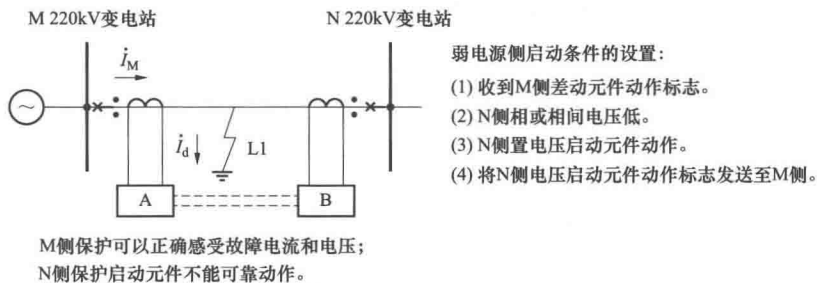 M 220kV变电站
N 220kV变电站
İM
İd
L1
A
B
弱电源侧启动条件的设置：
(1) 收到M侧差动元件动作标志。
(2) N侧相或相间电压低。
(3) N侧置电压启动元件动作。
(4) 将N侧电压启动元件动作标志发送至M侧。
M侧保护可以正确感受故障电流和电压；
N侧保护启动元件不能可靠动作。